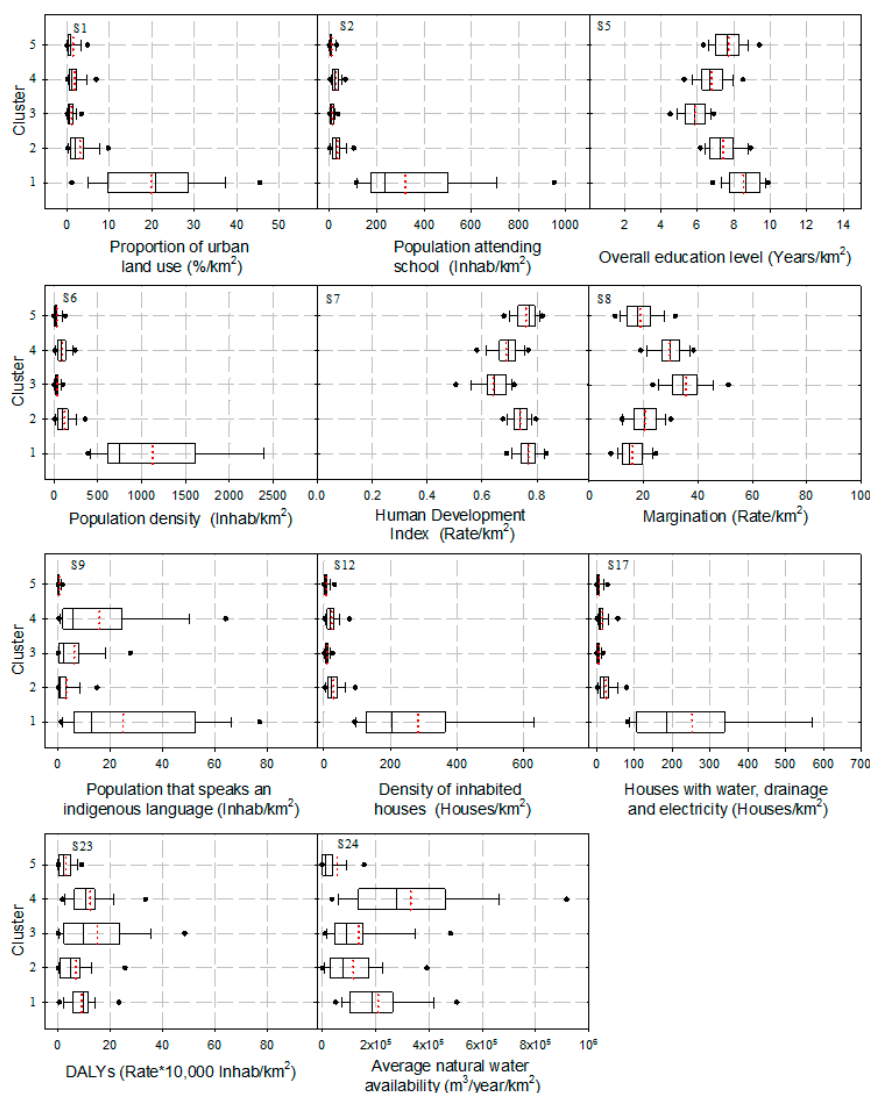 S1
S2
S5
Cluster
5
4
3
2
1
0 10 20 30 40 50
0 200 400 600 800 1000
2 4 6 8 10 12 14
Proportion of urban
land use (%/km²)
Population attending
school (Inhab/km²)
Overall education level (Years/km²)
S6
S7
S8
Cluster
5
4
3
2
1
0 500 1000 1500 2000 2500
0.0 0.2 0.4 0.6 0.8
0.0 20 40 60 80 100
Population density (Inhab/km²)
Human Development
Index (Rate/km²)
Margination (Rate/km²)
S9
S12
S17
Cluster
5
4
3
2
1
0 20 40 60 80
0 200 400 600
0 100 200 300 400 500 600 700
Population that speaks an
indigenous language (Inhab/km²)
Density of inhabited
houses (Houses/km²)
Houses with water, drainage
and electricity (Houses/km²)
S23
S24
Cluster
5
4
3
2
1
0 20 40 60 80
0 2x10⁵ 4x10⁵ 6x10⁵ 8x10⁵ 10⁶
DALYs (Rate*10,000 Inhab/km²)
Average natural water
availability (m³/year/km²)